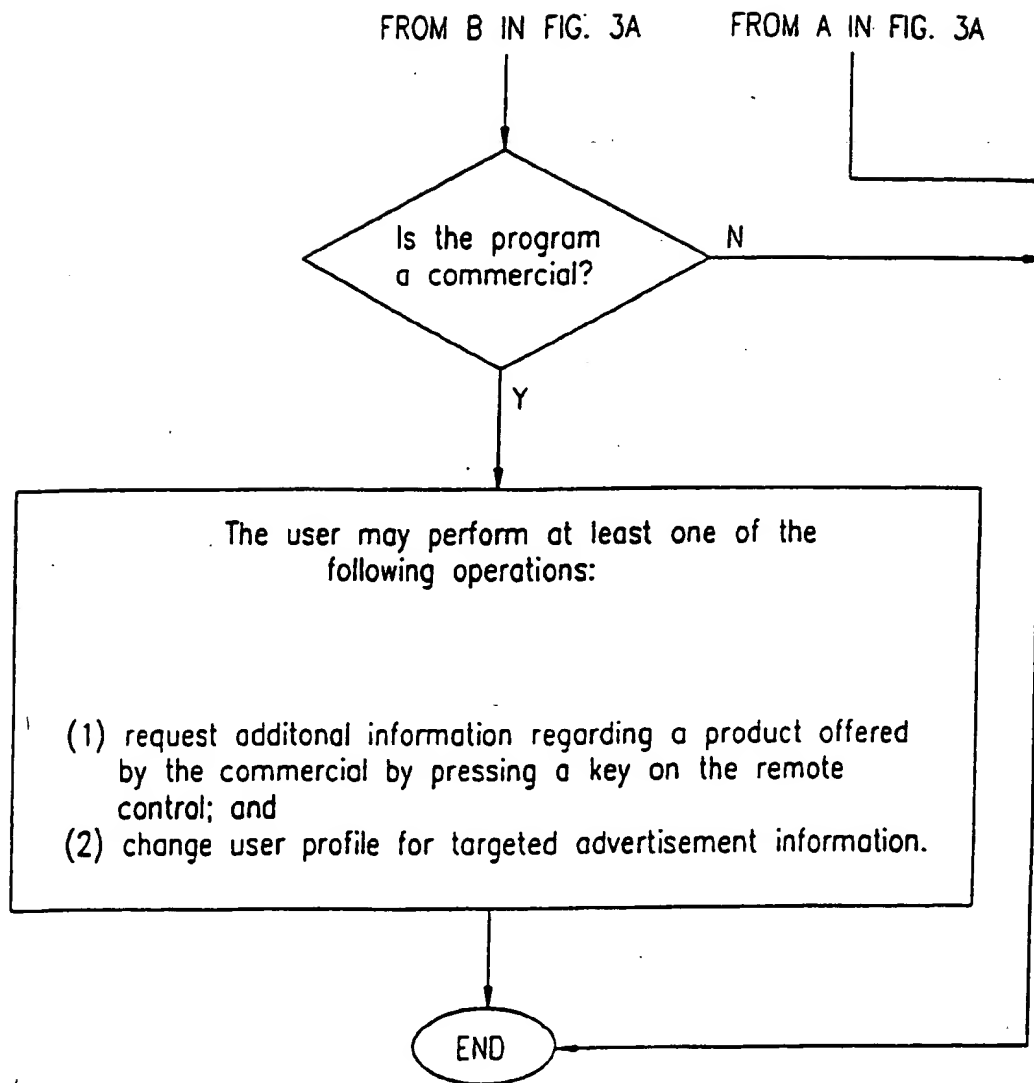 FROM B IN FIG. 3A
FROM A IN FIG. 3A
Is the program
a commercial?
N
Y
The user may perform at least one of the
following operations:
(1) request additonal information regarding a product offered
by the commercial by pressing a key on the remote
control; and
(2) change user profile for targeted advertisement information.
END